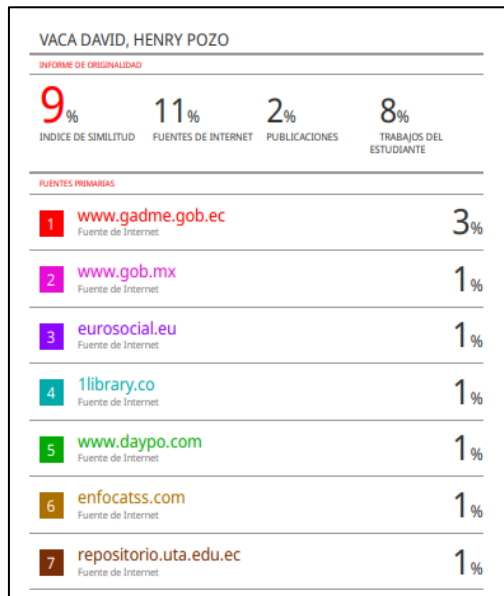 VACA DAVID, HENRY POZO
INFORME DE ORIGINALIDAD
9% 11% 2% 8%
INDICE DE SIMILITUD FUENTES DE INTERNET PUBLICACIONES TRABAJOS DEL
ESTUDIANTE
FUENTES PRIMARIAS
1 www.gadme.gob.ec 3%
Fuente de Internet
2 www.gob.mx 1%
Fuente de Internet
3 eurosocial.eu 1%
Fuente de Internet
4 1library.co 1%
Fuente de Internet
5 www.daypo.com 1%
Fuente de Internet
6 enfocatss.com 1%
Fuente de Internet
7 repositorio.uta.edu.ec 1%
Fuente de Internet